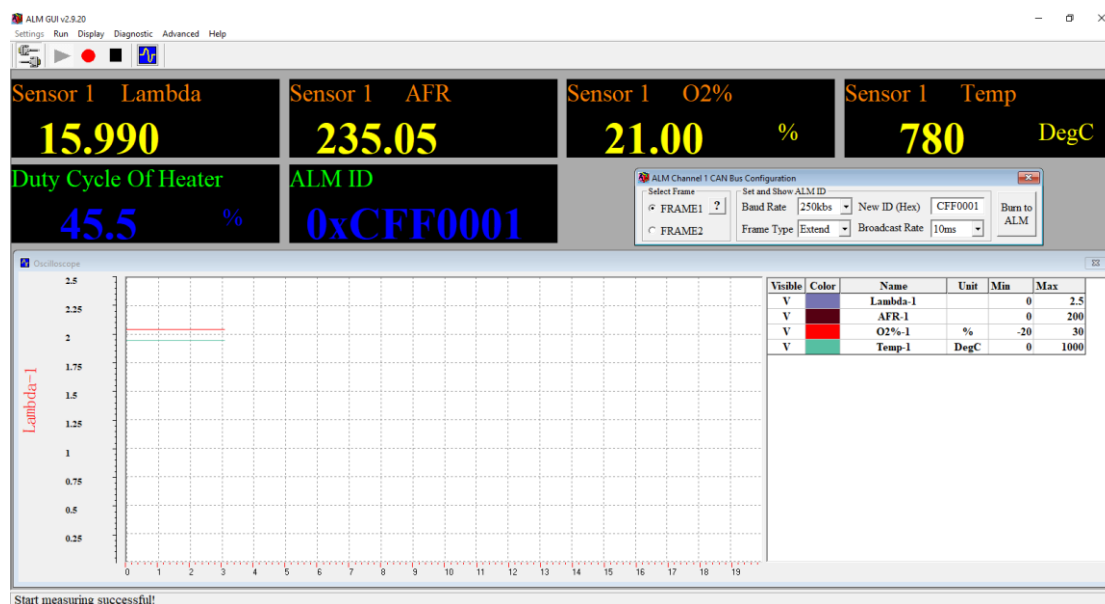 ALM GUI v2.9.20
Settings Run Display Diagnostic Advanced Help
Sensor 1 Lambda
15.990
Sensor 1 AFR
235.05
Sensor 1 O2%
21.00 %
Sensor 1 Temp
780 DegC
Duty Cycle Of Heater
45.5 %
ALM ID
0xCFF0001
ALM Channel 1 CAN Bus Configuration
Select Frame
FRAME1 ?
FRAME2
Set and Show ALM ID
Baud Rate 250kbs New ID (Hex) CFF0001
Frame Type Extend Broadcast Rate 10ms
Burn to
ALM
Oscilloscope
Lambda-1
2.5
2.25
2
1.75
1.5
1.25
1
0.75
0.5
0.25
0 1 2 3 4 5 6 7 8 9 10 11 12 13 14 15 16 17 18 19
Visible Color Name Unit Min Max
V Lambda-1 0 2.5
V AFR-1 0 200
V O2%-1 % -20 30
V Temp-1 DegC 0 1000
Start measuring successful!